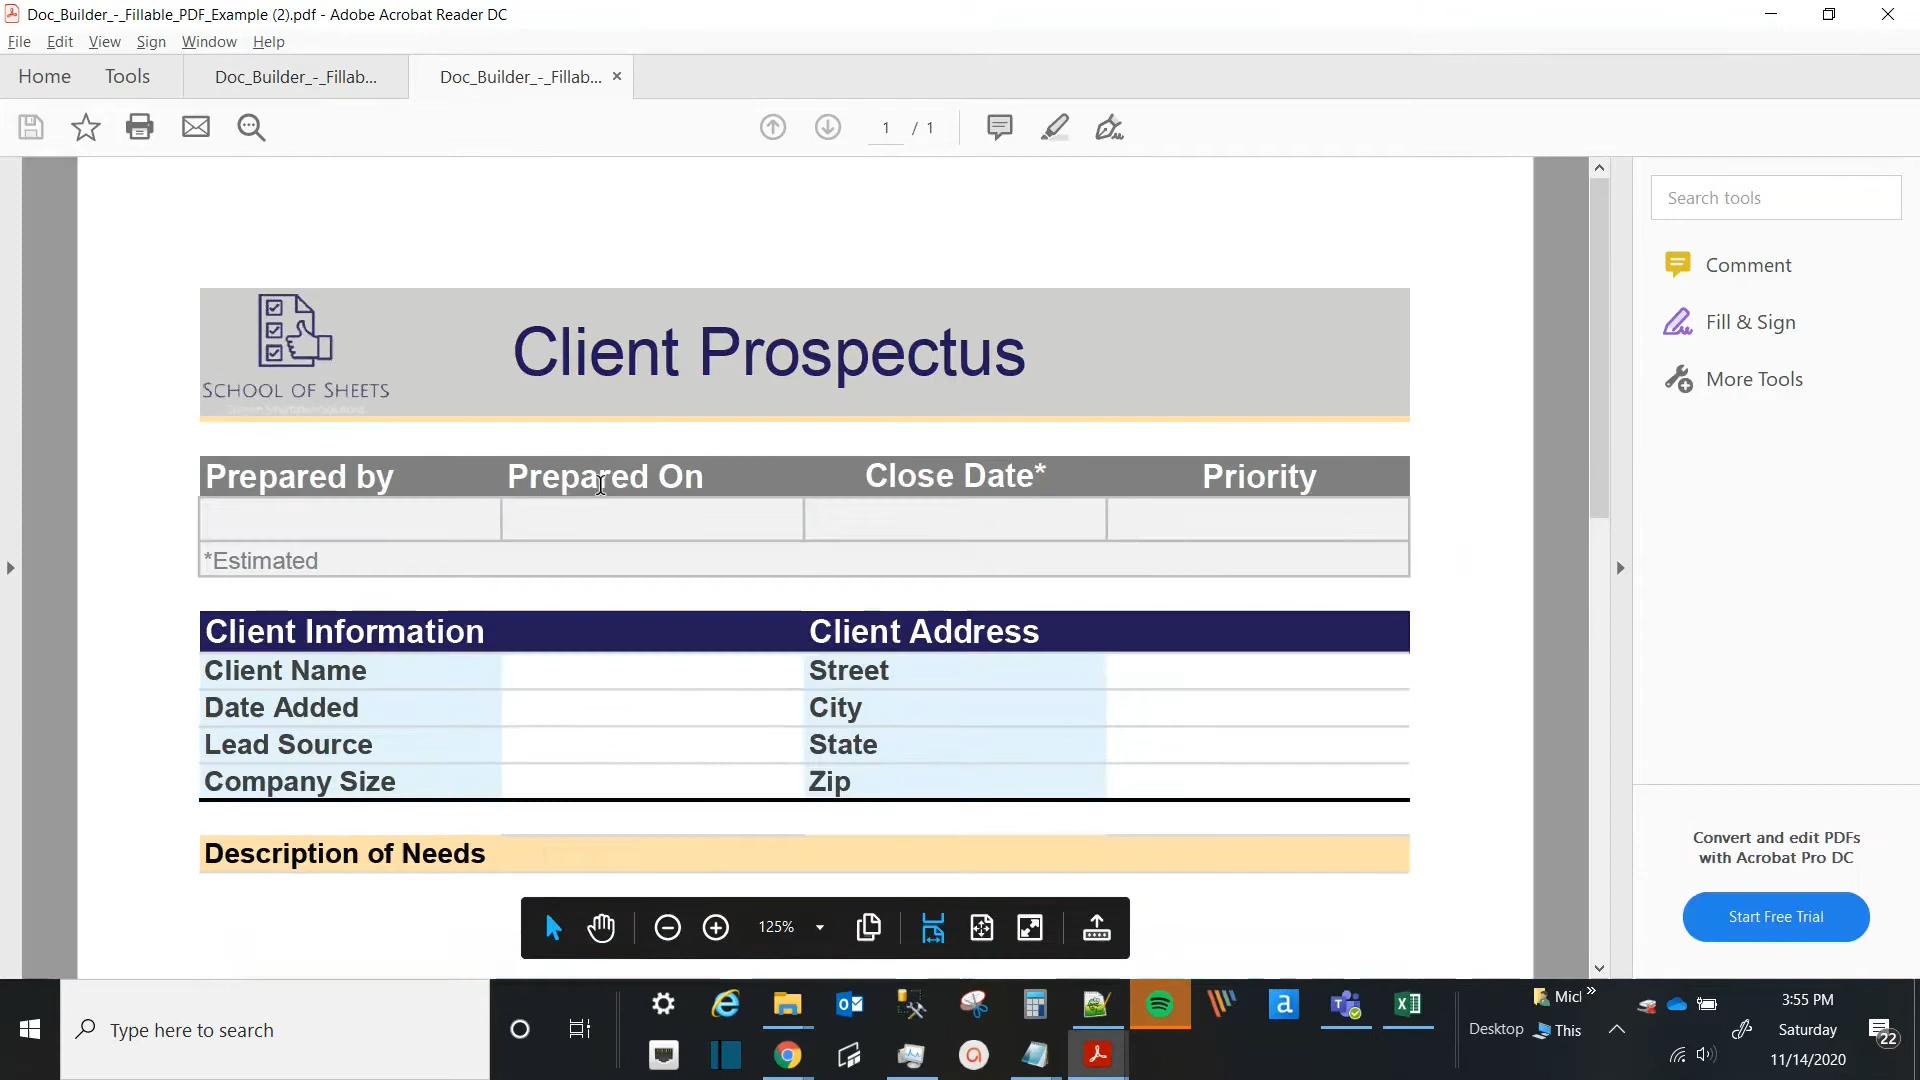 Doc_Builder_-_Fillable_PDF_Example (2).pdf - Adobe Acrobat Reader DC
File Edit View Sign Window Help
Home Tools Doc_Builder_-_Fillab... Doc_Builder_-_Fillab...
1 / 1
Search tools
Comment
Fill & Sign
More Tools
Client Prospectus
SCHOOL OF SHEETS
Prepared by Prepared On Close Date* Priority
*Estimated
Client Information Client Address
Client Name Street
Date Added City
Lead Source State
Company Size Zip
Description of Needs
Convert and edit PDFs
with Acrobat Pro DC
Start Free Trial
125%
Type here to search
Desktop
Micl
This
3:55 PM
Saturday
11/14/2020
22